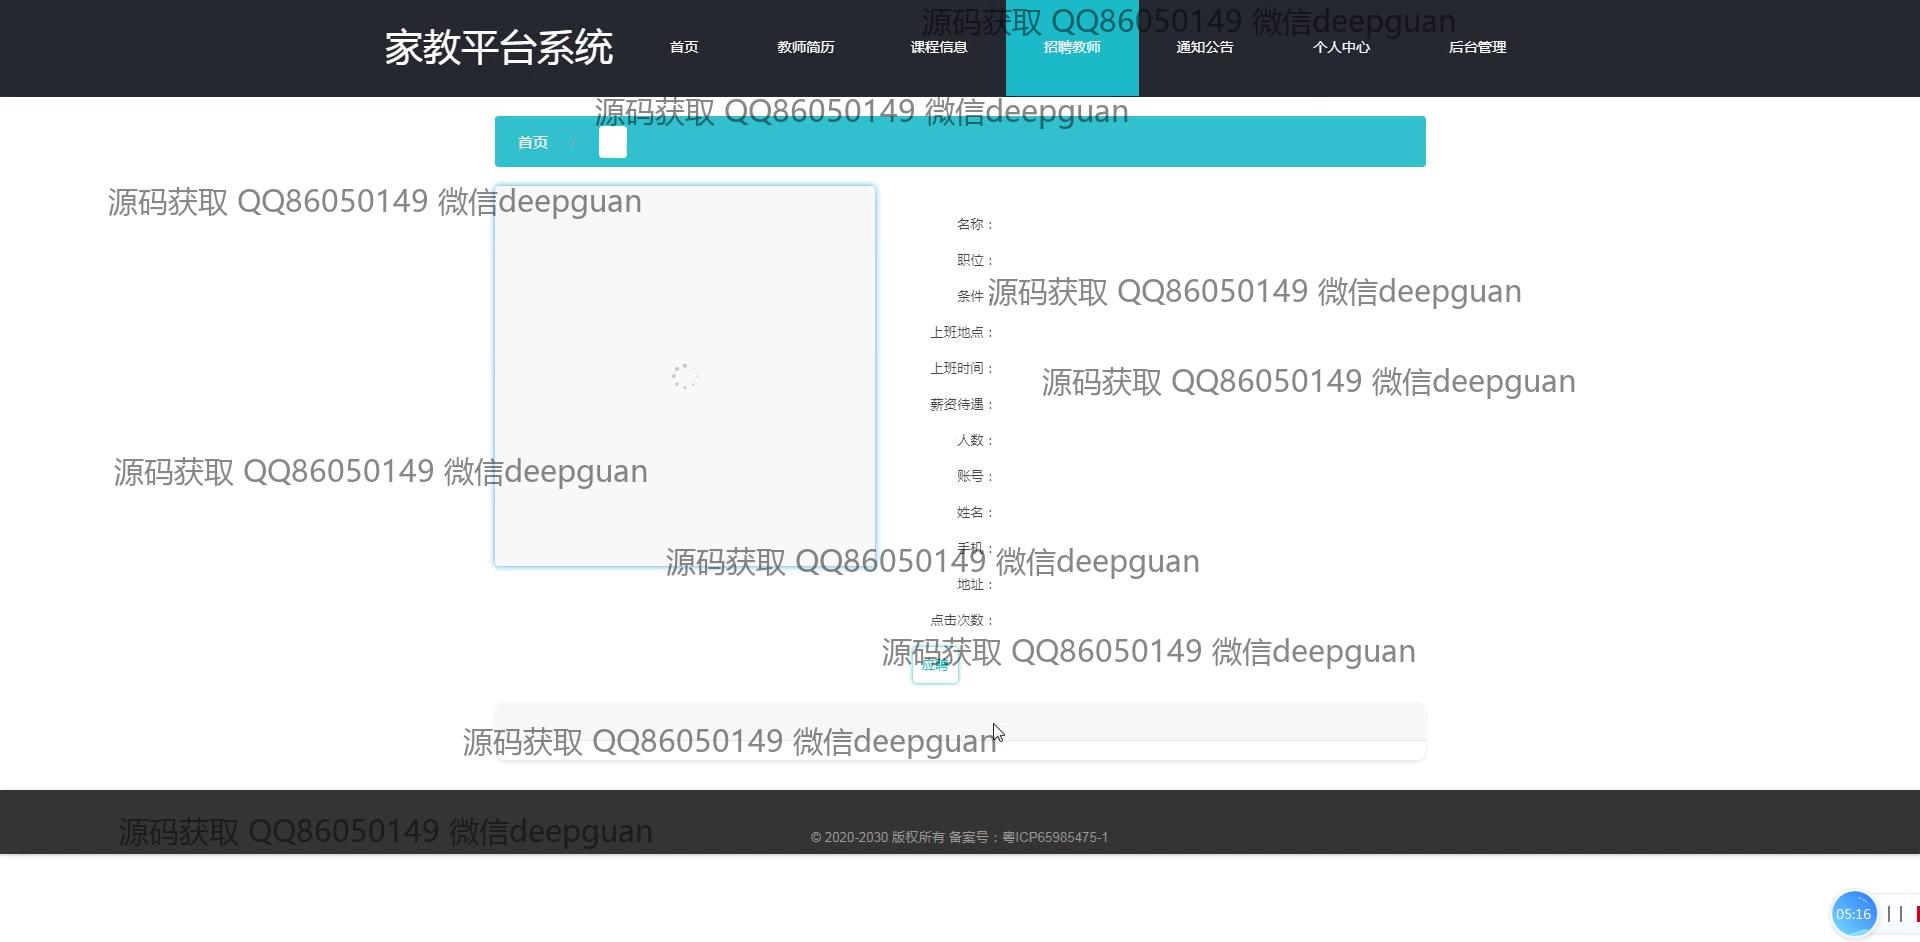 源码获取 QQ86050149 微信deepguan
家教平台系统 首页 教师简历 课程信息 招聘教师 通知公告 个人中心 后台管理
源码获取 QQ86050149 微信deepguan
首页 /
源码获取 QQ86050149 微信deepguan
名称：
职位：
条件：
源码获取 QQ86050149 微信deepguan
上班地点：
上班时间：
源码获取 QQ86050149 微信deepguan
薪资待遇：
人数：
源码获取 QQ86050149 微信deepguan
账号：
姓名：
手机：
源码获取 QQ86050149 微信deepguan
地址：
点击次数：
源码获取 QQ86050149 微信deepguan
应聘
源码获取 QQ86050149 微信deepguan
源码获取 QQ86050149 微信deepguan
© 2020-2030 版权所有 备案号：粤ICP65985475-1
05:16